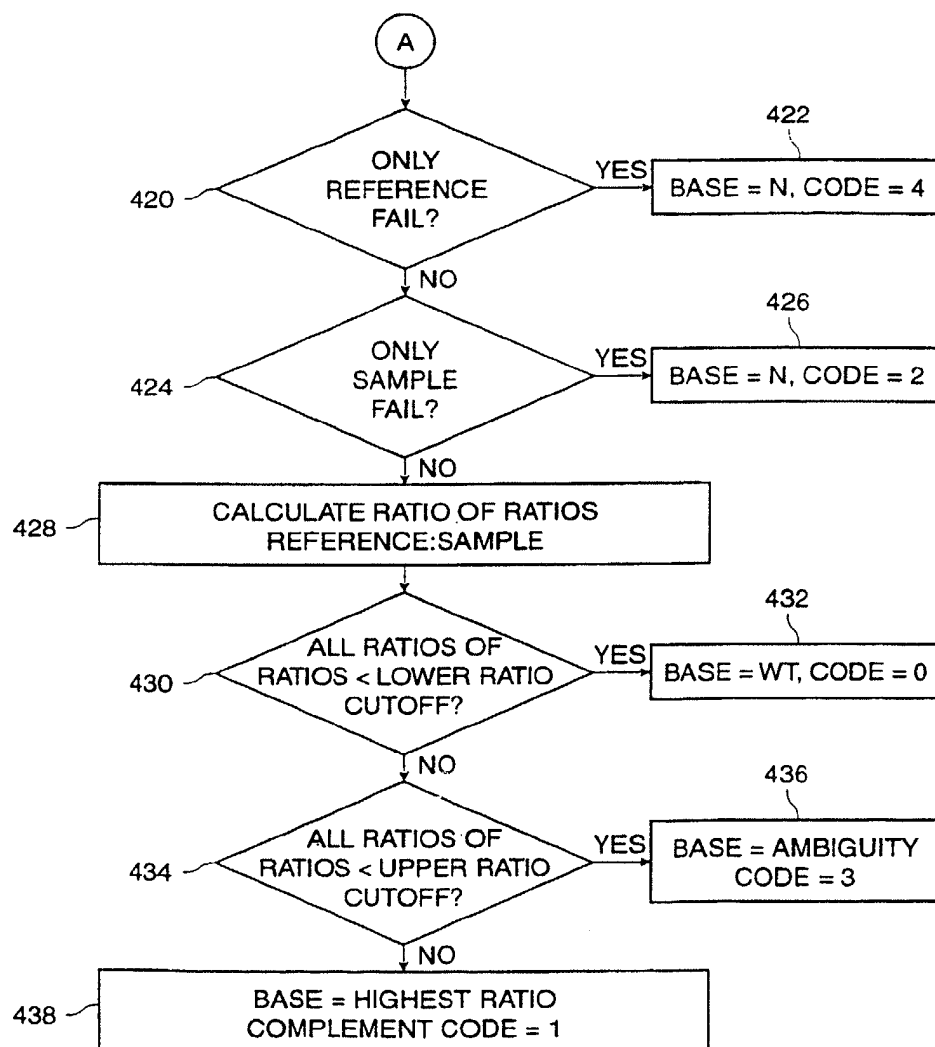 A
420
ONLY
REFERENCE
FAIL?
YES
422
BASE = N, CODE = 4
NO
424
ONLY
SAMPLE
FAIL?
YES
426
BASE = N, CODE = 2
NO
428
CALCULATE RATIO OF RATIOS
REFERENCE:SAMPLE
430
ALL RATIOS OF
RATIOS < LOWER RATIO
CUTOFF?
YES
432
BASE = WT, CODE = 0
NO
434
ALL RATIOS OF
RATIOS < UPPER RATIO
CUTOFF?
YES
436
BASE = AMBIGUITY
CODE = 3
NO
438
BASE = HIGHEST RATIO
COMPLEMENT CODE = 1